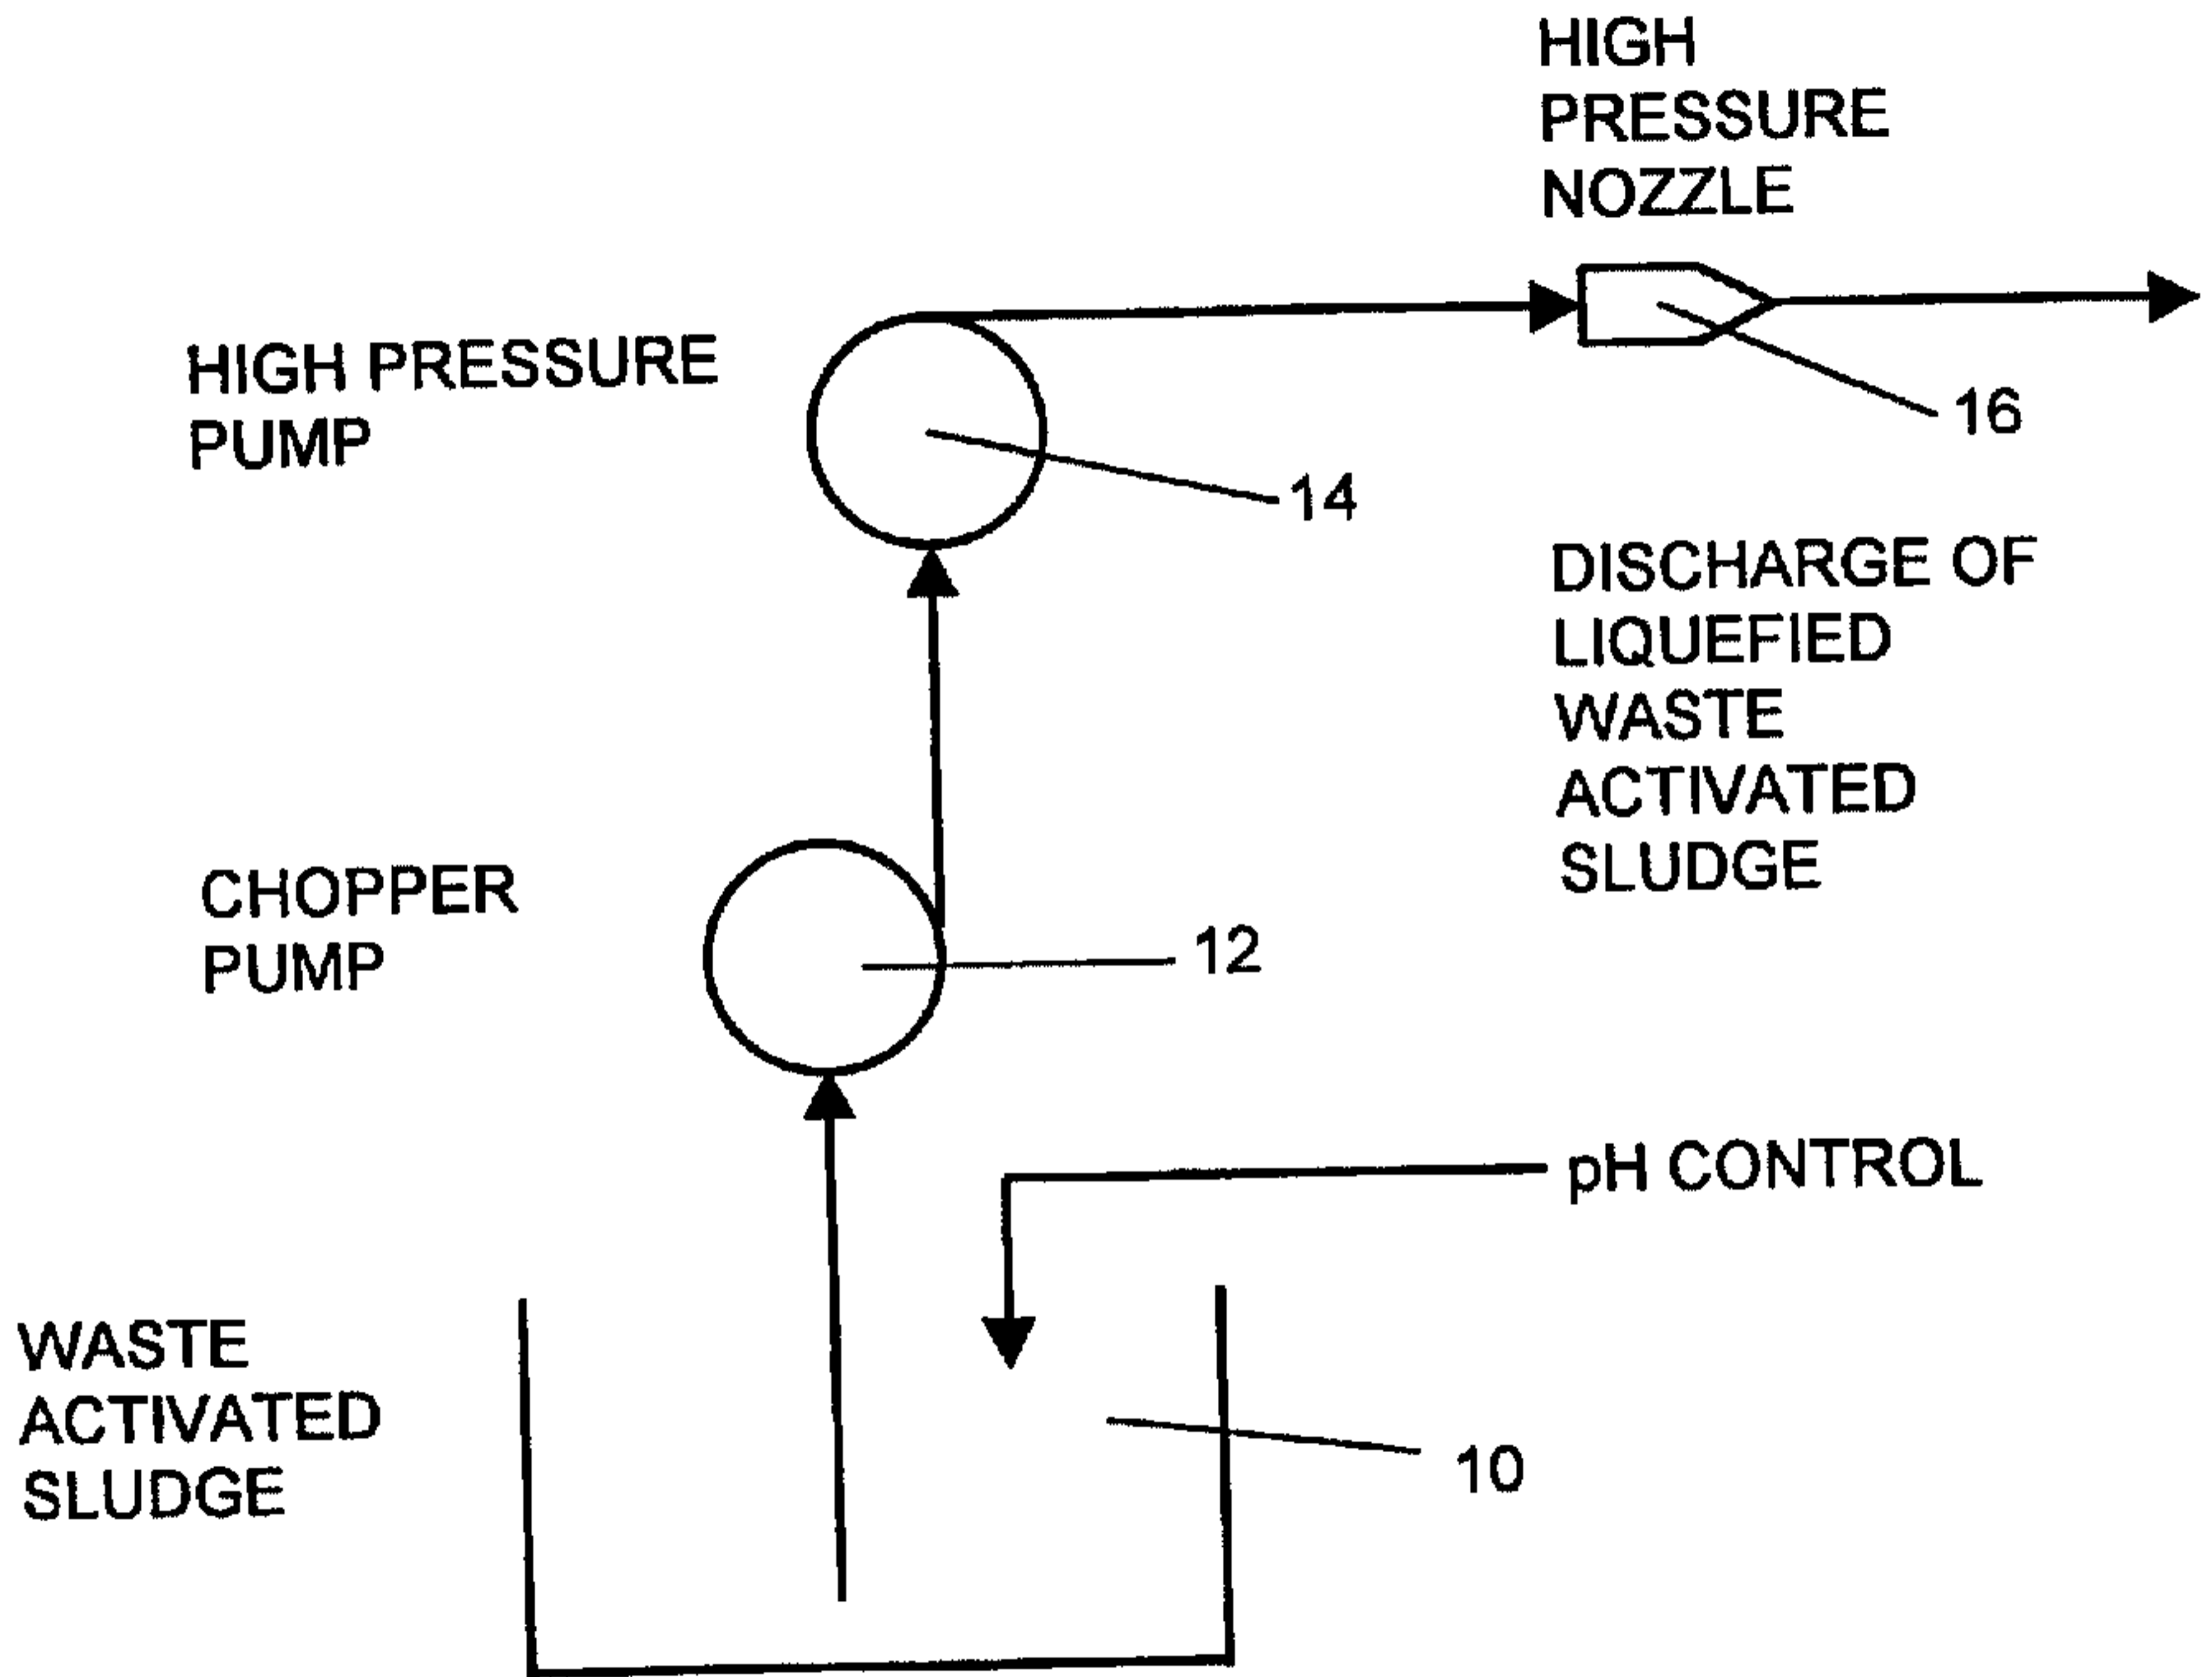 HIGH
PRESSURE
NOZZLE
HIGH PRESSURE
PUMP
16
14
DISCHARGE OF
LIQUEFIED
WASTE
ACTIVATED
SLUDGE
CHOPPER
PUMP
12
pH CONTROL
WASTE
ACTIVATED
SLUDGE
10